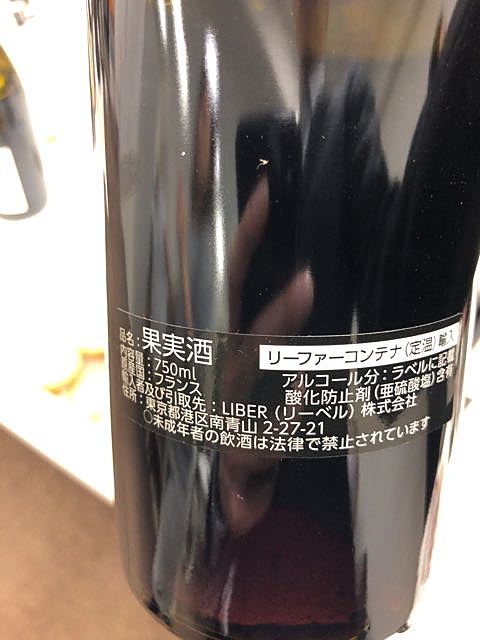 品名：果実酒
リーファーコンテナ(定温)輸入
内容量：750mL
アルコール分：ラベルに記載
原産国：フランス
酸化防止剤(亜硫酸塩)含有
輸入者及び引取先：LIBER (リーベル) 株式会社
住所：東京都港区南青山 2-27-21
○未成年者の飲酒は法律で禁止されています